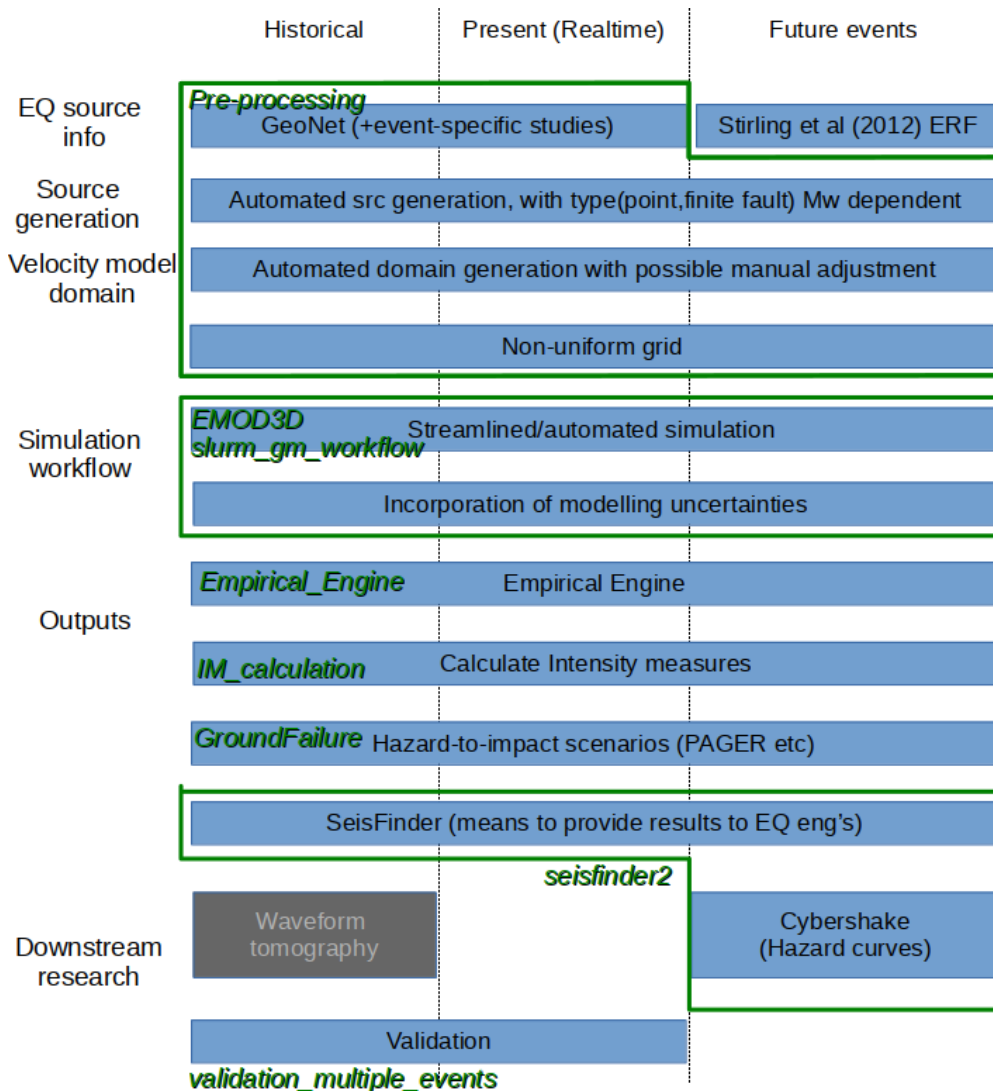 Historical
Present (Realtime)
Future events
EQ source
info
Pre-processing
GeoNet (+event-specific studies)
Stirling et al (2012) ERF
Source
generation
Automated src generation, with type(point,finite fault) Mw dependent
Velocity model
domain
Automated domain generation with possible manual adjustment
Non-uniform grid
Simulation
workflow
EMOD3D
slurm_gm_workflow
Streamlined/automated simulation
Incorporation of modelling uncertainties
Outputs
Empirical_Engine
Empirical Engine
IM_calculation
Calculate Intensity measures
GroundFailure
Hazard-to-impact scenarios (PAGER etc)
SeisFinder (means to provide results to EQ eng's)
seisfinder2
Downstream
research
Waveform
tomography
Cybershake
(Hazard curves)
Validation
validation_multiple_events